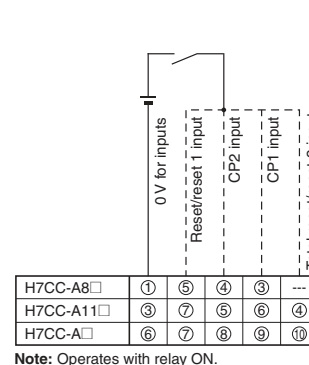 0 V for inputs
Reset/reset 1 input
CP2 input
CP1 input
H7CC-A8□ ① ⑤ ④ ③ ---
H7CC-A11□ ③ ⑦ ⑤ ⑥ ④
H7CC-A□ ⑥ ⑦ ⑧ ⑨ ⑩
Note: Operates with relay ON.